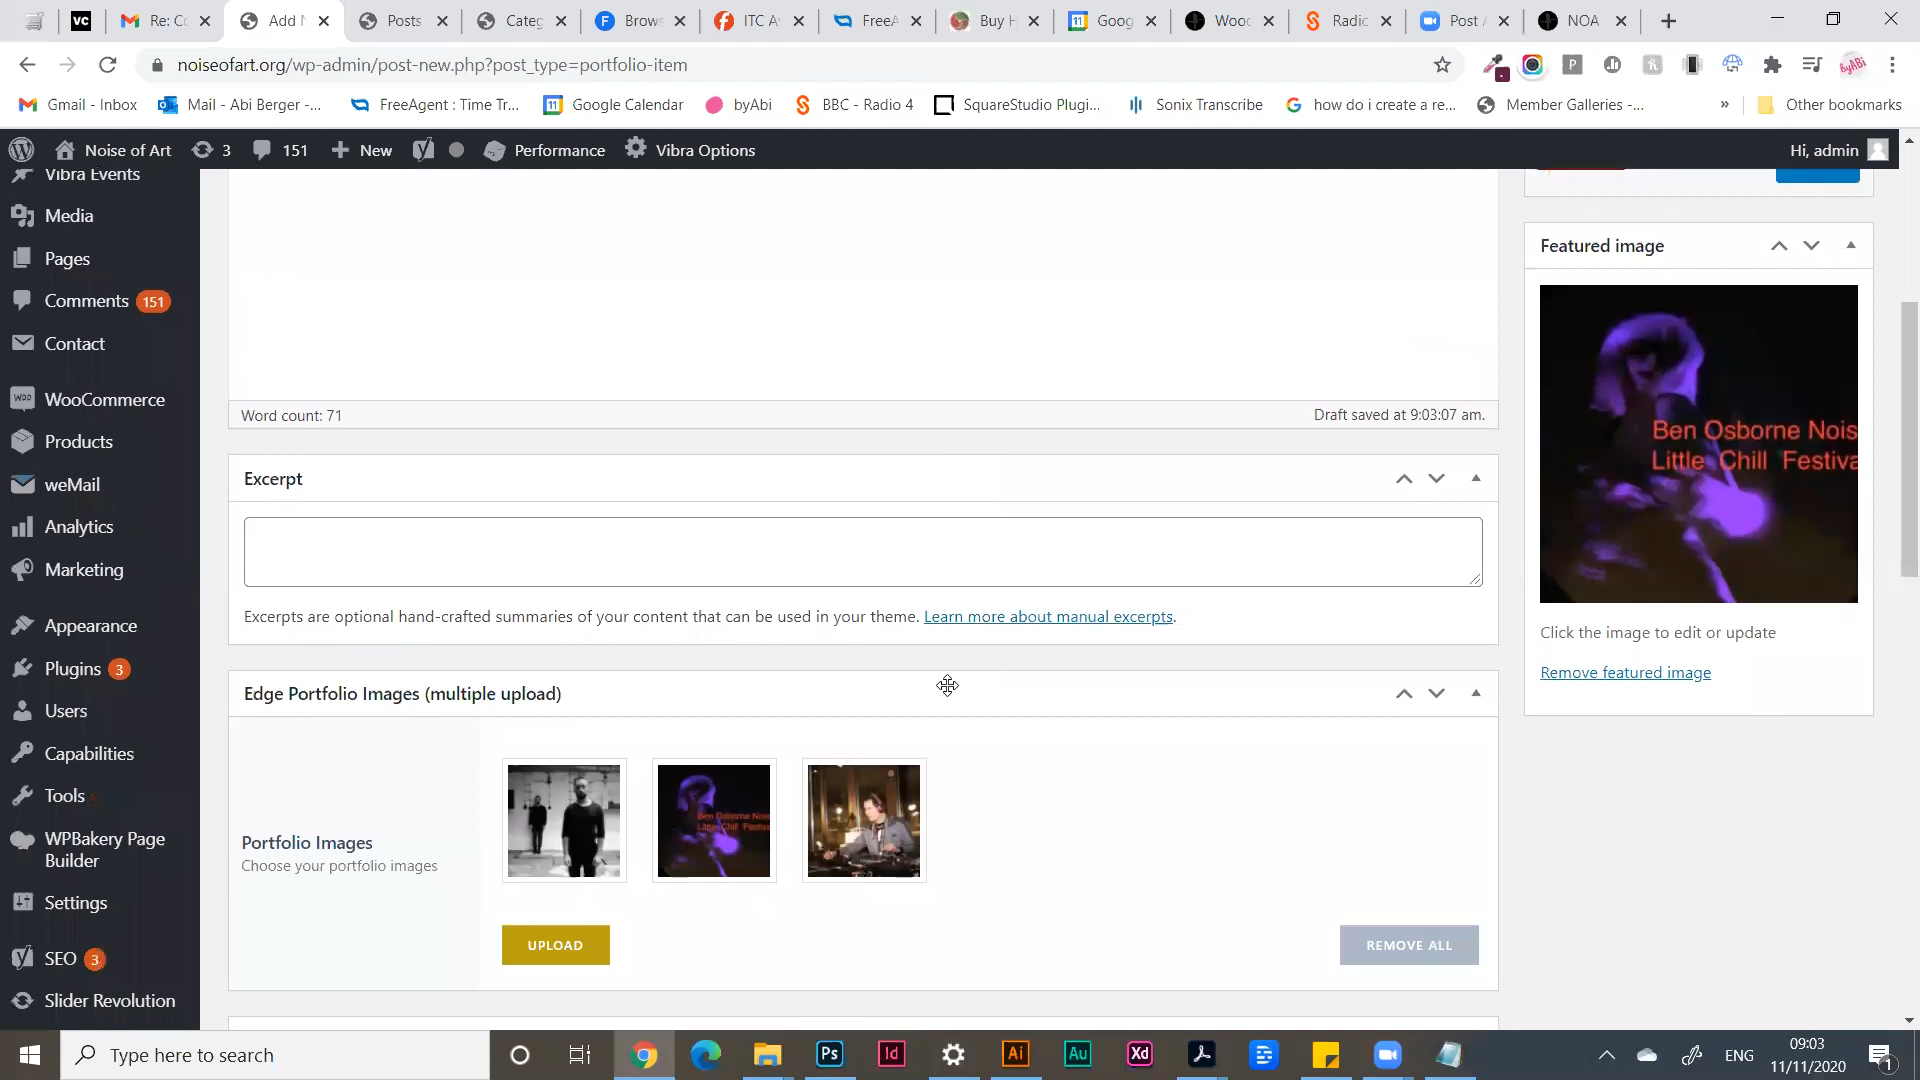 VC
Re: Cc
Add N
Posts
Categ
Brows
ITC Av
FreeA
Buy H
Goog
Wooc
Radic
Post A
NOA
noiseofart.org/wp-admin/post-new.php?post_type=portfolio-item
Gmail - Inbox
Mail - Abi Berger -...
FreeAgent : Time Tr...
Google Calendar
byAbi
BBC - Radio 4
SquareStudio Plugi...
Sonix Transcribe
how do i create a re...
Member Galleries -...
»
Other bookmarks
Noise of Art
3
151
New
Performance
Vibra Options
Hi, admin
Vibra Events
Media
Pages
Comments 151
Contact
WooCommerce
Products
weMail
Analytics
Marketing
Appearance
Plugins 3
Users
Capabilities
Tools
WPBakery Page
Builder
Settings
SEO 3
Slider Revolution
Word count: 71
Draft saved at 9:03:07 am.
Excerpt
Excerpts are optional hand-crafted summaries of your content that can be used in your theme. Learn more about manual excerpts.
Edge Portfolio Images (multiple upload)
Portfolio Images
Choose your portfolio images
UPLOAD
REMOVE ALL
Featured image
Ben Osborne Nois
Little Chill Festiva
Click the image to edit or update
Remove featured image
Type here to search
ENG
09:03
11/11/2020
1